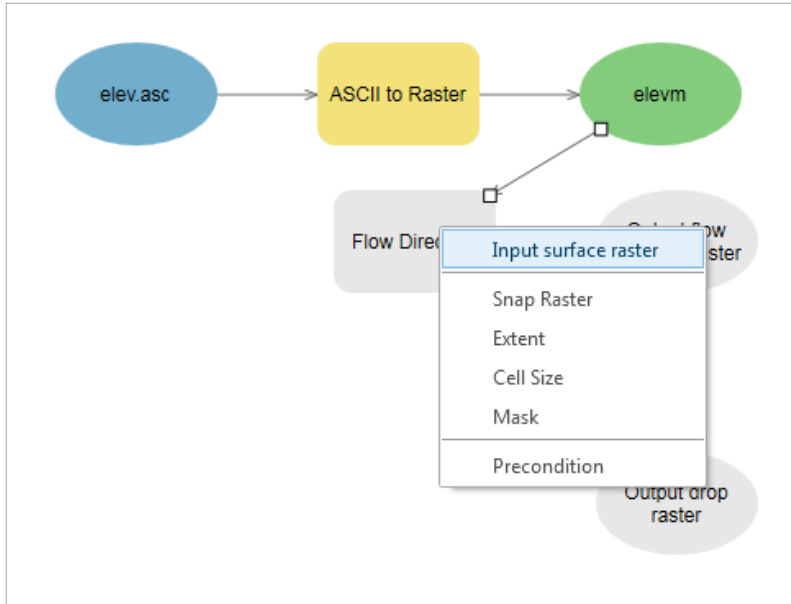 elev.asc
ASCII to Raster
elevm
Flow Direc
Input surface raster
Snap Raster
Extent
Cell Size
Mask
Precondition
Output drop
raster